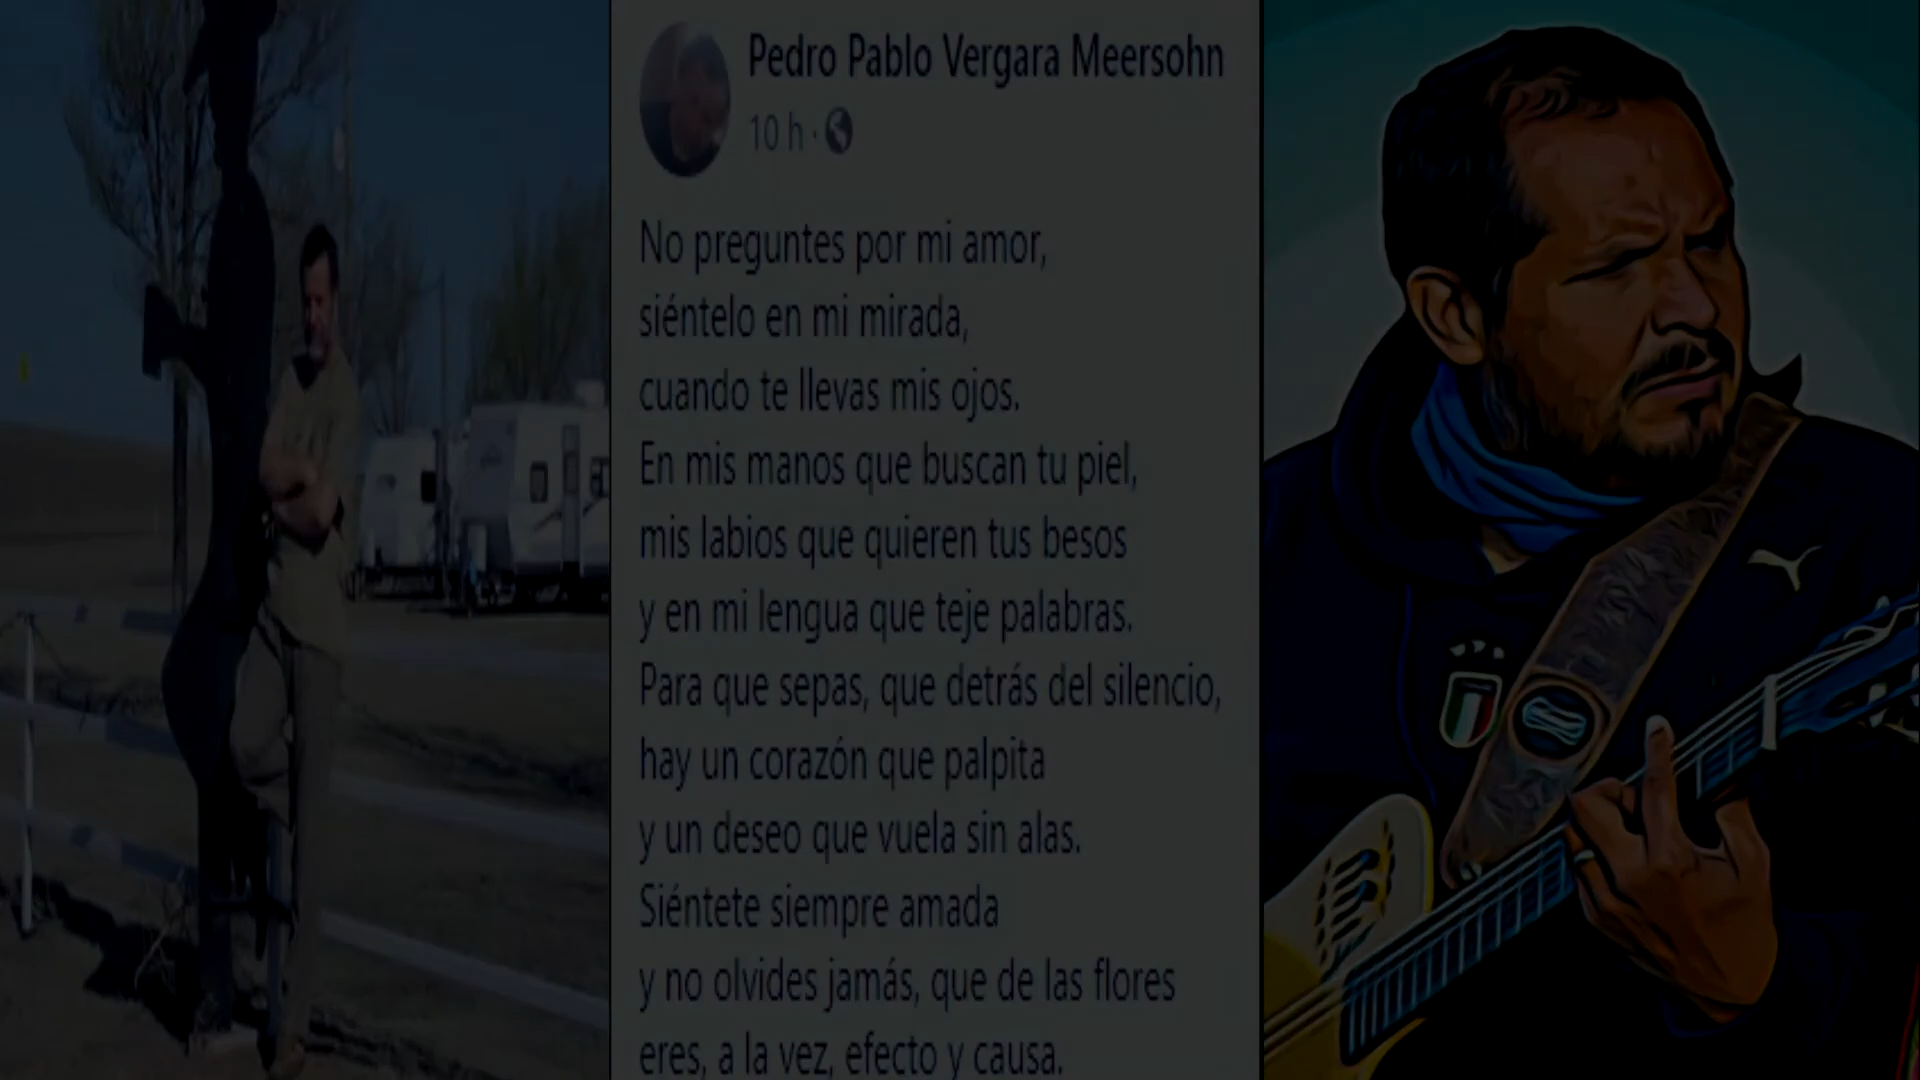 Pedro Pablo Vergara Meersohn
10 h ·
No preguntes por mi amor,
siéntelo en mi mirada,
cuando te llevas mis ojos.
En mis manos que buscan tu piel,
mis labios que quieren tus besos
y en mi lengua que teje palabras.
Para que sepas, que detrás del silencio,
hay un corazón que palpita
y un deseo que vuela sin alas.
Siéntete siempre amada
y no olvides jamás, que de las flores
eres, a la vez, efecto y causa.